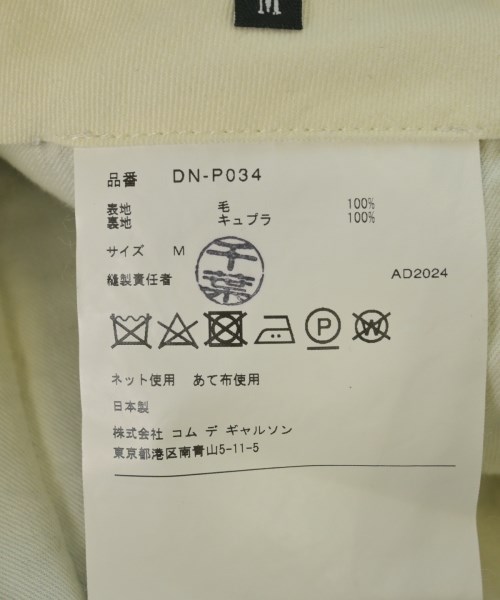 M
品番 DN-P034
表地 毛 100%
裏地 キュプラ 100%
サイズ M
千葉
縫製責任者 AD2024
P W
ネット使用 あて布使用
日本製
株式会社 コム デ ギャルソン
東京都港区南青山5-11-5